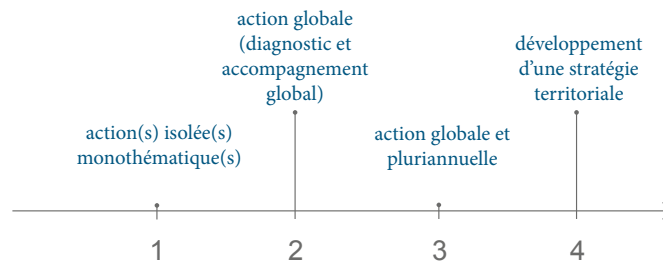 action globale
(diagnostic et
accompagnement
global)
développement
d'une stratégie
territoriale
action(s) isolée(s)
monothématique(s)
action globale et
pluriannuelle
1
2
3
4